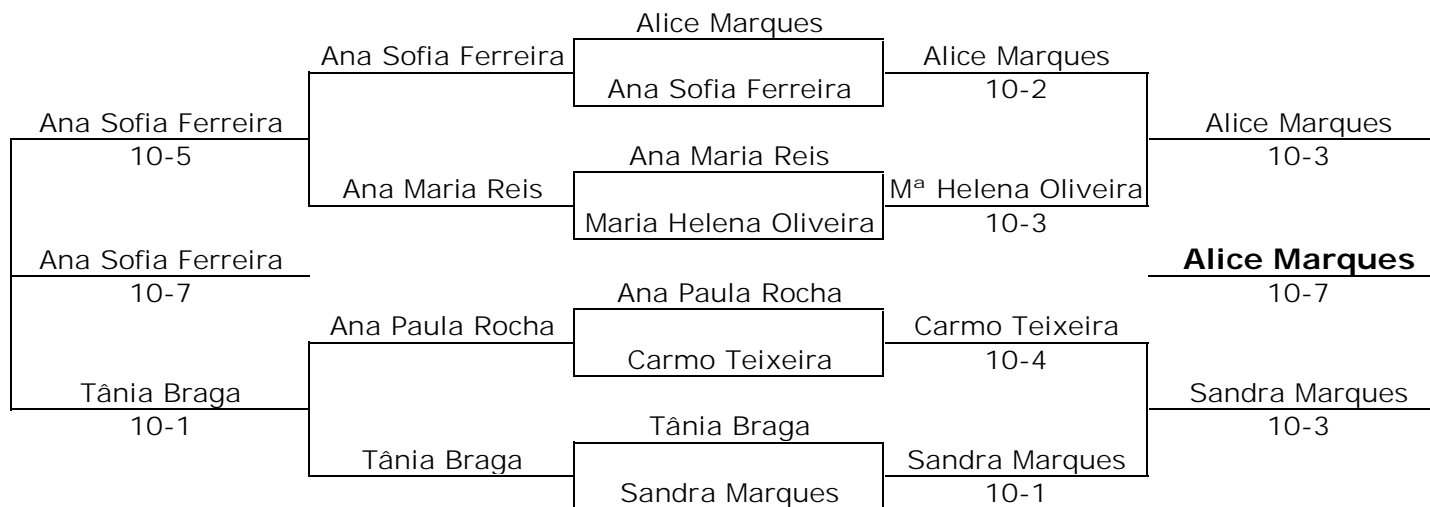 Alice Marques
Ana Sofia Ferreira
Alice Marques
Ana Sofia Ferreira
10-2
Ana Sofia Ferreira
Alice Marques
10-5
Ana Maria Reis
10-3
Ana Maria Reis
Mª Helena Oliveira
Maria Helena Oliveira
10-3
Ana Sofia Ferreira
Alice Marques
10-7
Ana Paula Rocha
10-7
Ana Paula Rocha
Carmo Teixeira
Carmo Teixeira
10-4
Tânia Braga
Sandra Marques
10-1
Tânia Braga
10-3
Tânia Braga
Sandra Marques
Sandra Marques
10-1